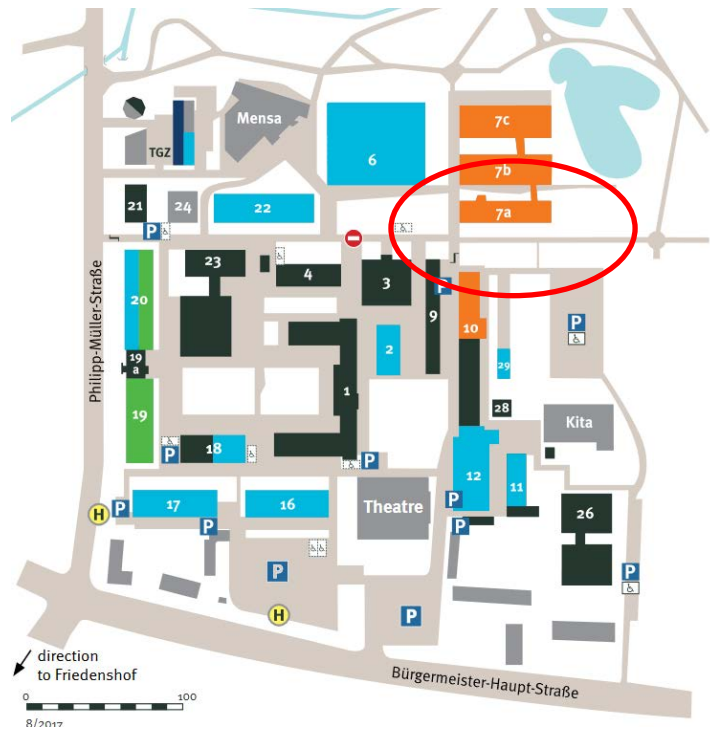 Mensa
7c
6
7b
TGZ
21
24
22
7a
P
23
4
3
P
9
20
10
P
2
29
19
a
1
28
Philipp-Müller-Straße
19
Kita
18
P
P
12
11
17
16
Theatre
P
26
H
P
P
P
P
P
H
P
direction
to Friedenshof
Bürgermeister-Haupt-Straße
0
100
8/2017